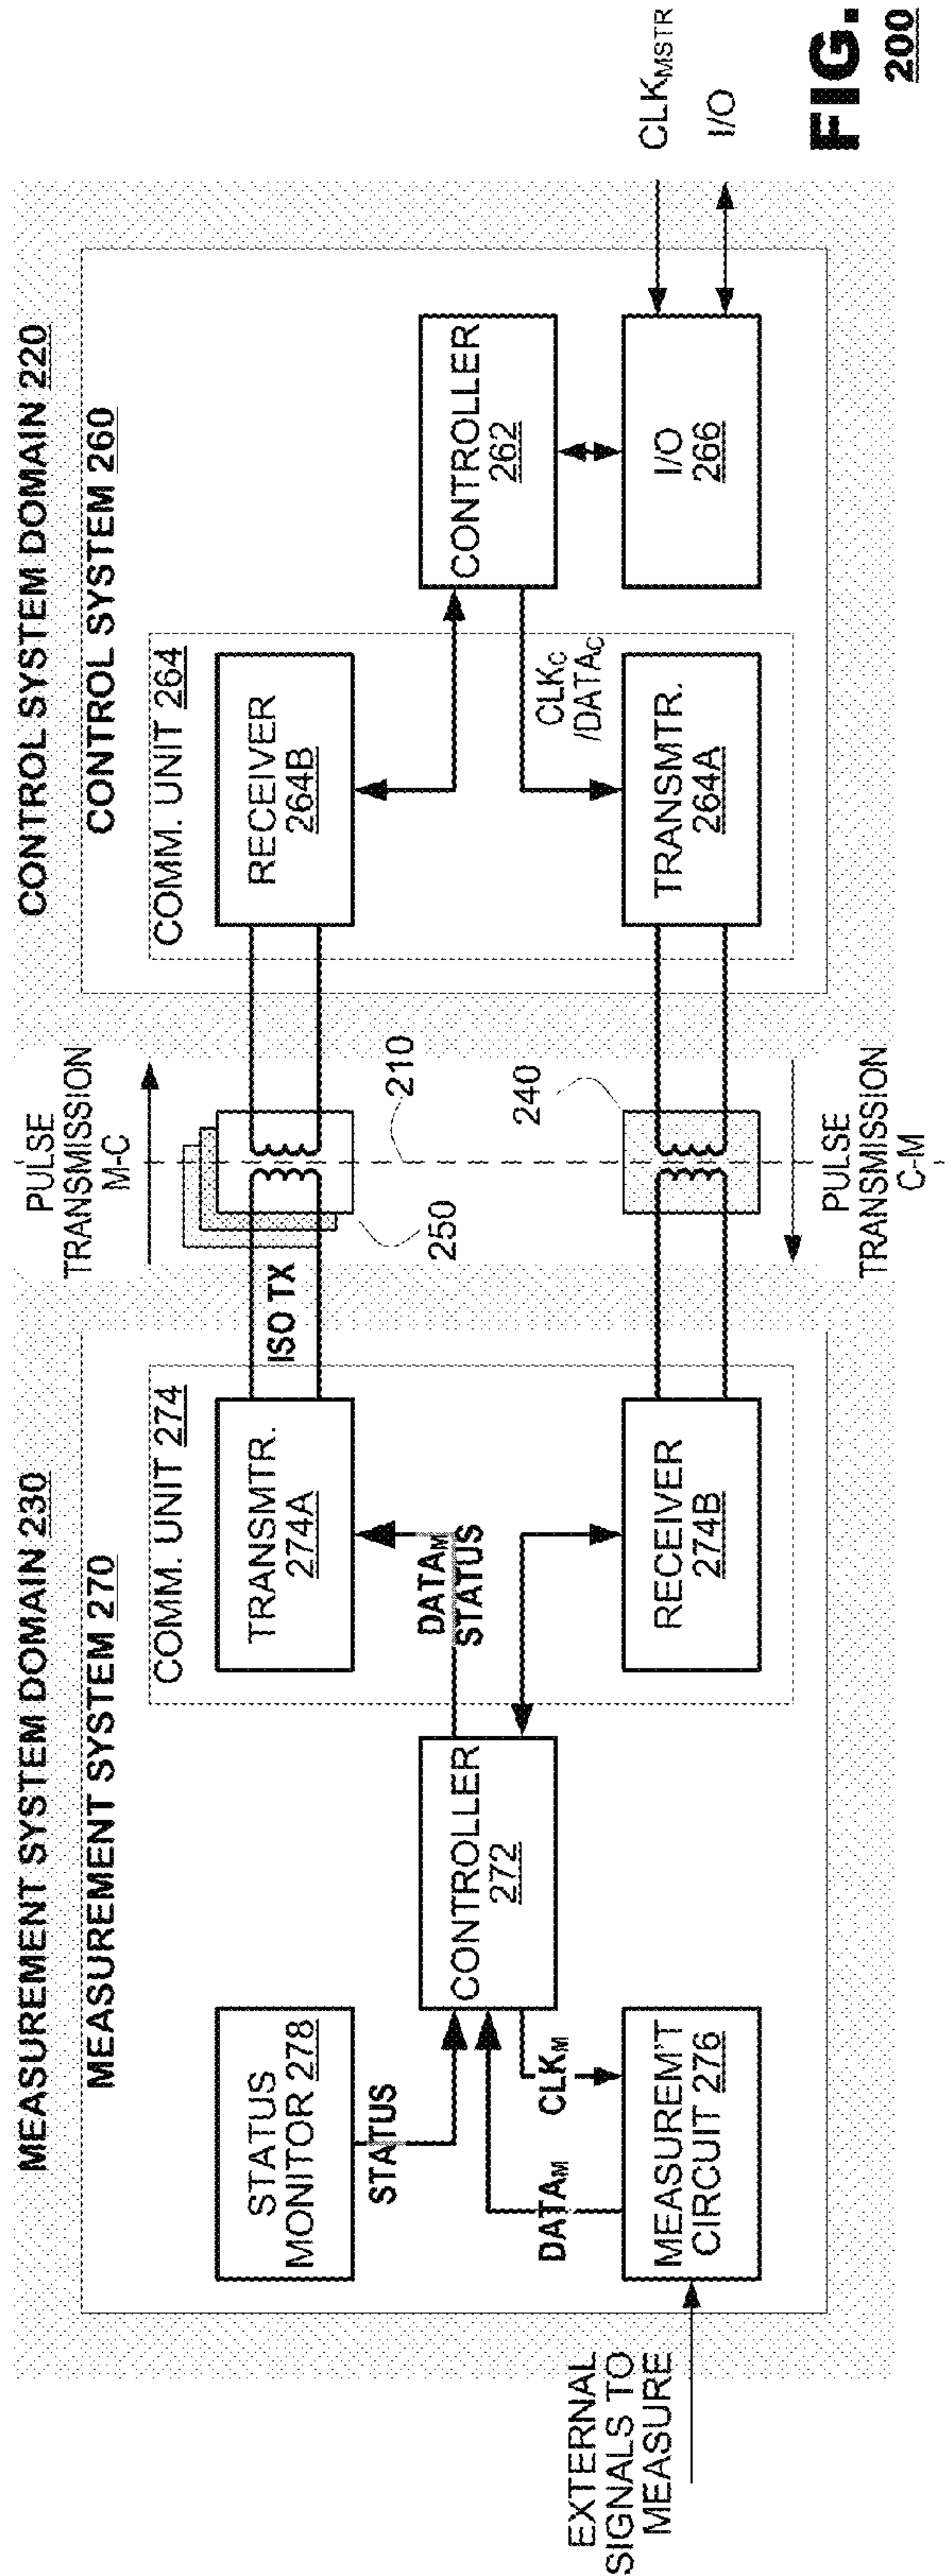 MEASUREMENT SYSTEM DOMAIN 230
MEASUREMENT SYSTEM 270
STATUS
MONITOR 278
STATUS
DATAM
CLKM
MEASUREM'T
CIRCUIT 276
EXTERNAL
SIGNALS TO
MEASURE
CONTROLLER
272
COMM. UNIT 274
TRANSMTR.
274A
DATAM
STATUS
RECEIVER
274B
ISO TX
PULSE
TRANSMISSION
M-C
250
210
240
PULSE
TRANSMISSION
C-M
CONTROL SYSTEM DOMAIN 220
CONTROL SYSTEM 260
COMM. UNIT 264
RECEIVER
264B
CLKC
/DATAC
TRANSMTR.
264A
CONTROLLER
262
I/O
266
CLKMSTR
I/O
FIG.
200